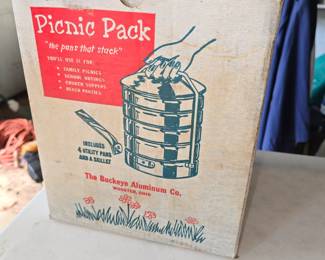 Picnic Pack
"the pans that stack"
YOU'LL USE IT FOR:
• FAMILY PICNICS
• SCHOOL OUTINGS
• CHURCH SUPPERS
• BEACH PARTIES
INCLUDES
4 UTILITY PANS
AND A SKILLET
The Buckeye Aluminum Co.
WOOSTER, OHIO